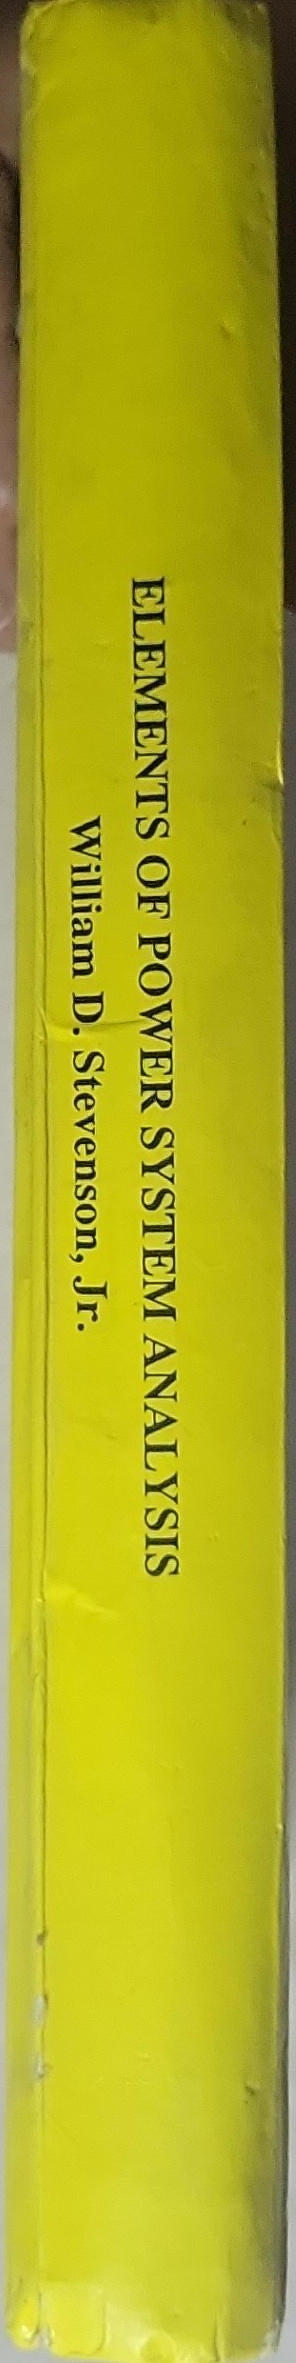 ELEMENTS OF POWER SYSTEM ANALYSIS
William D. Stevenson, Jr.